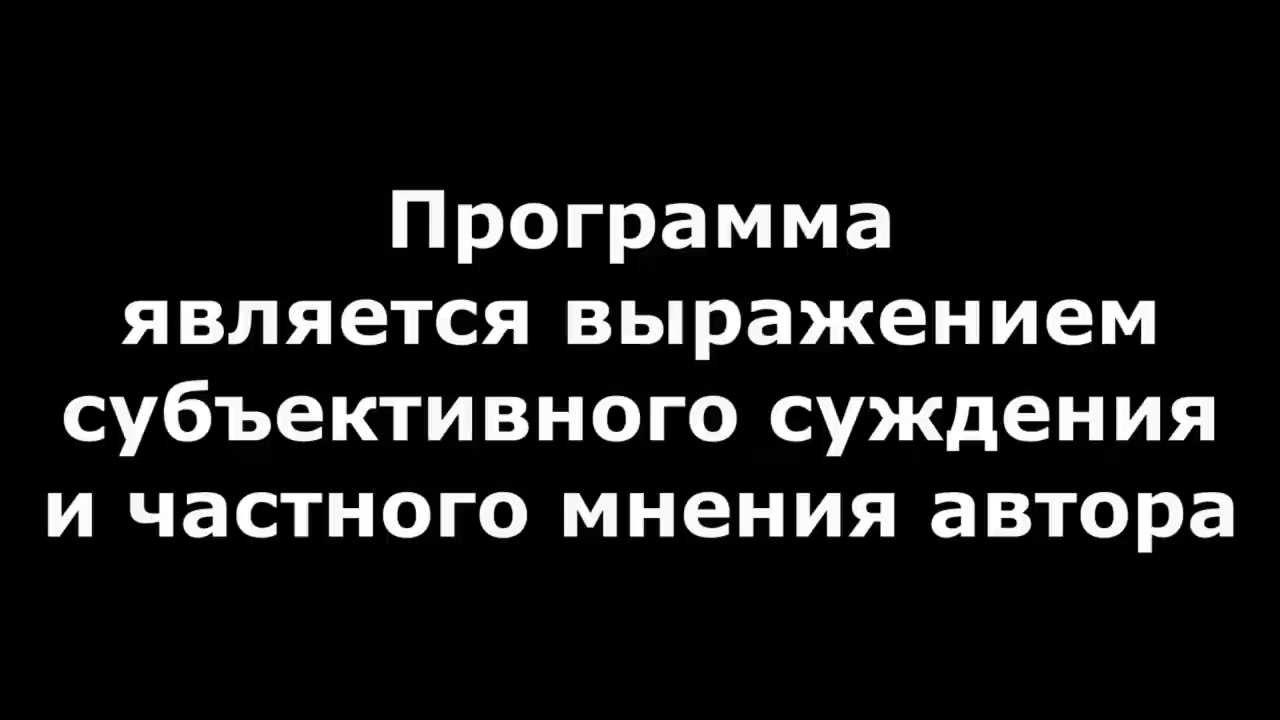 Программа
является выражением
субъективного суждения
и частного мнения автора